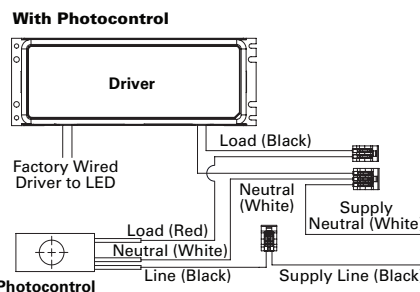 With Photocontrol
Driver
Load (Black)
Factory Wired
Driver to LED
Neutral
(White)
Supply
Neutral (White
Load (Red)
Neutral (White)
Line (Black)
Supply Line (Black
Photocontrol